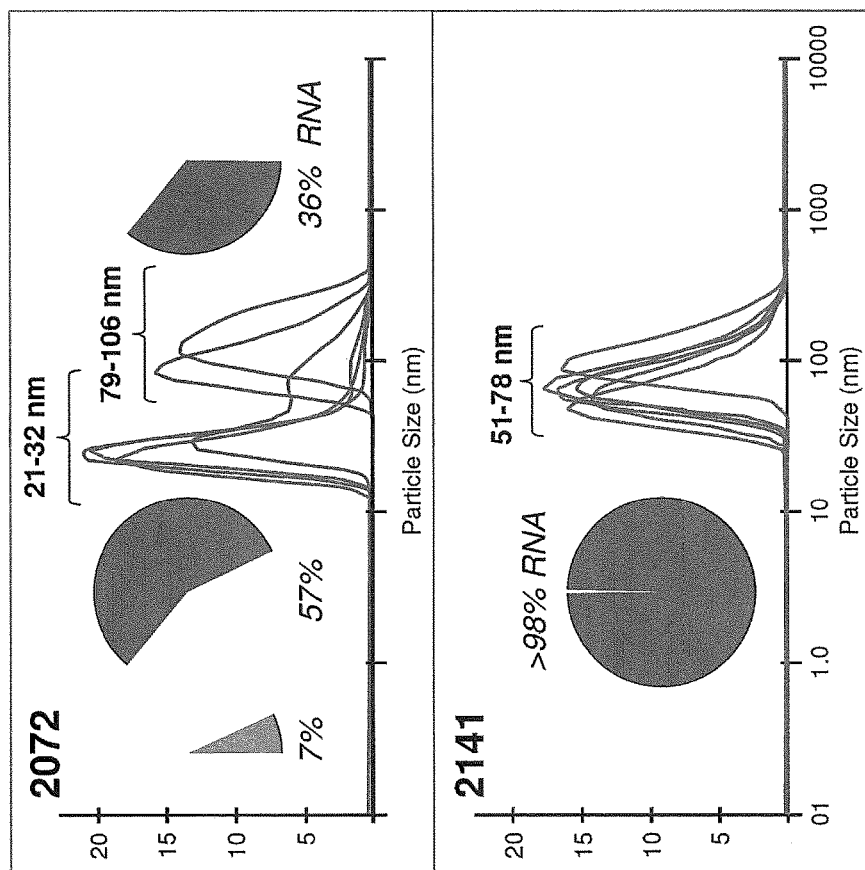 2072
21-32 nm
79-106 nm
7%
57%
36% RNA
20
15
10
5
Particle Size (nm)
2141
>98% RNA
51-78 nm
20
15
10
5
01
1.0
10
100
1000
10000
Particle Size (nm)